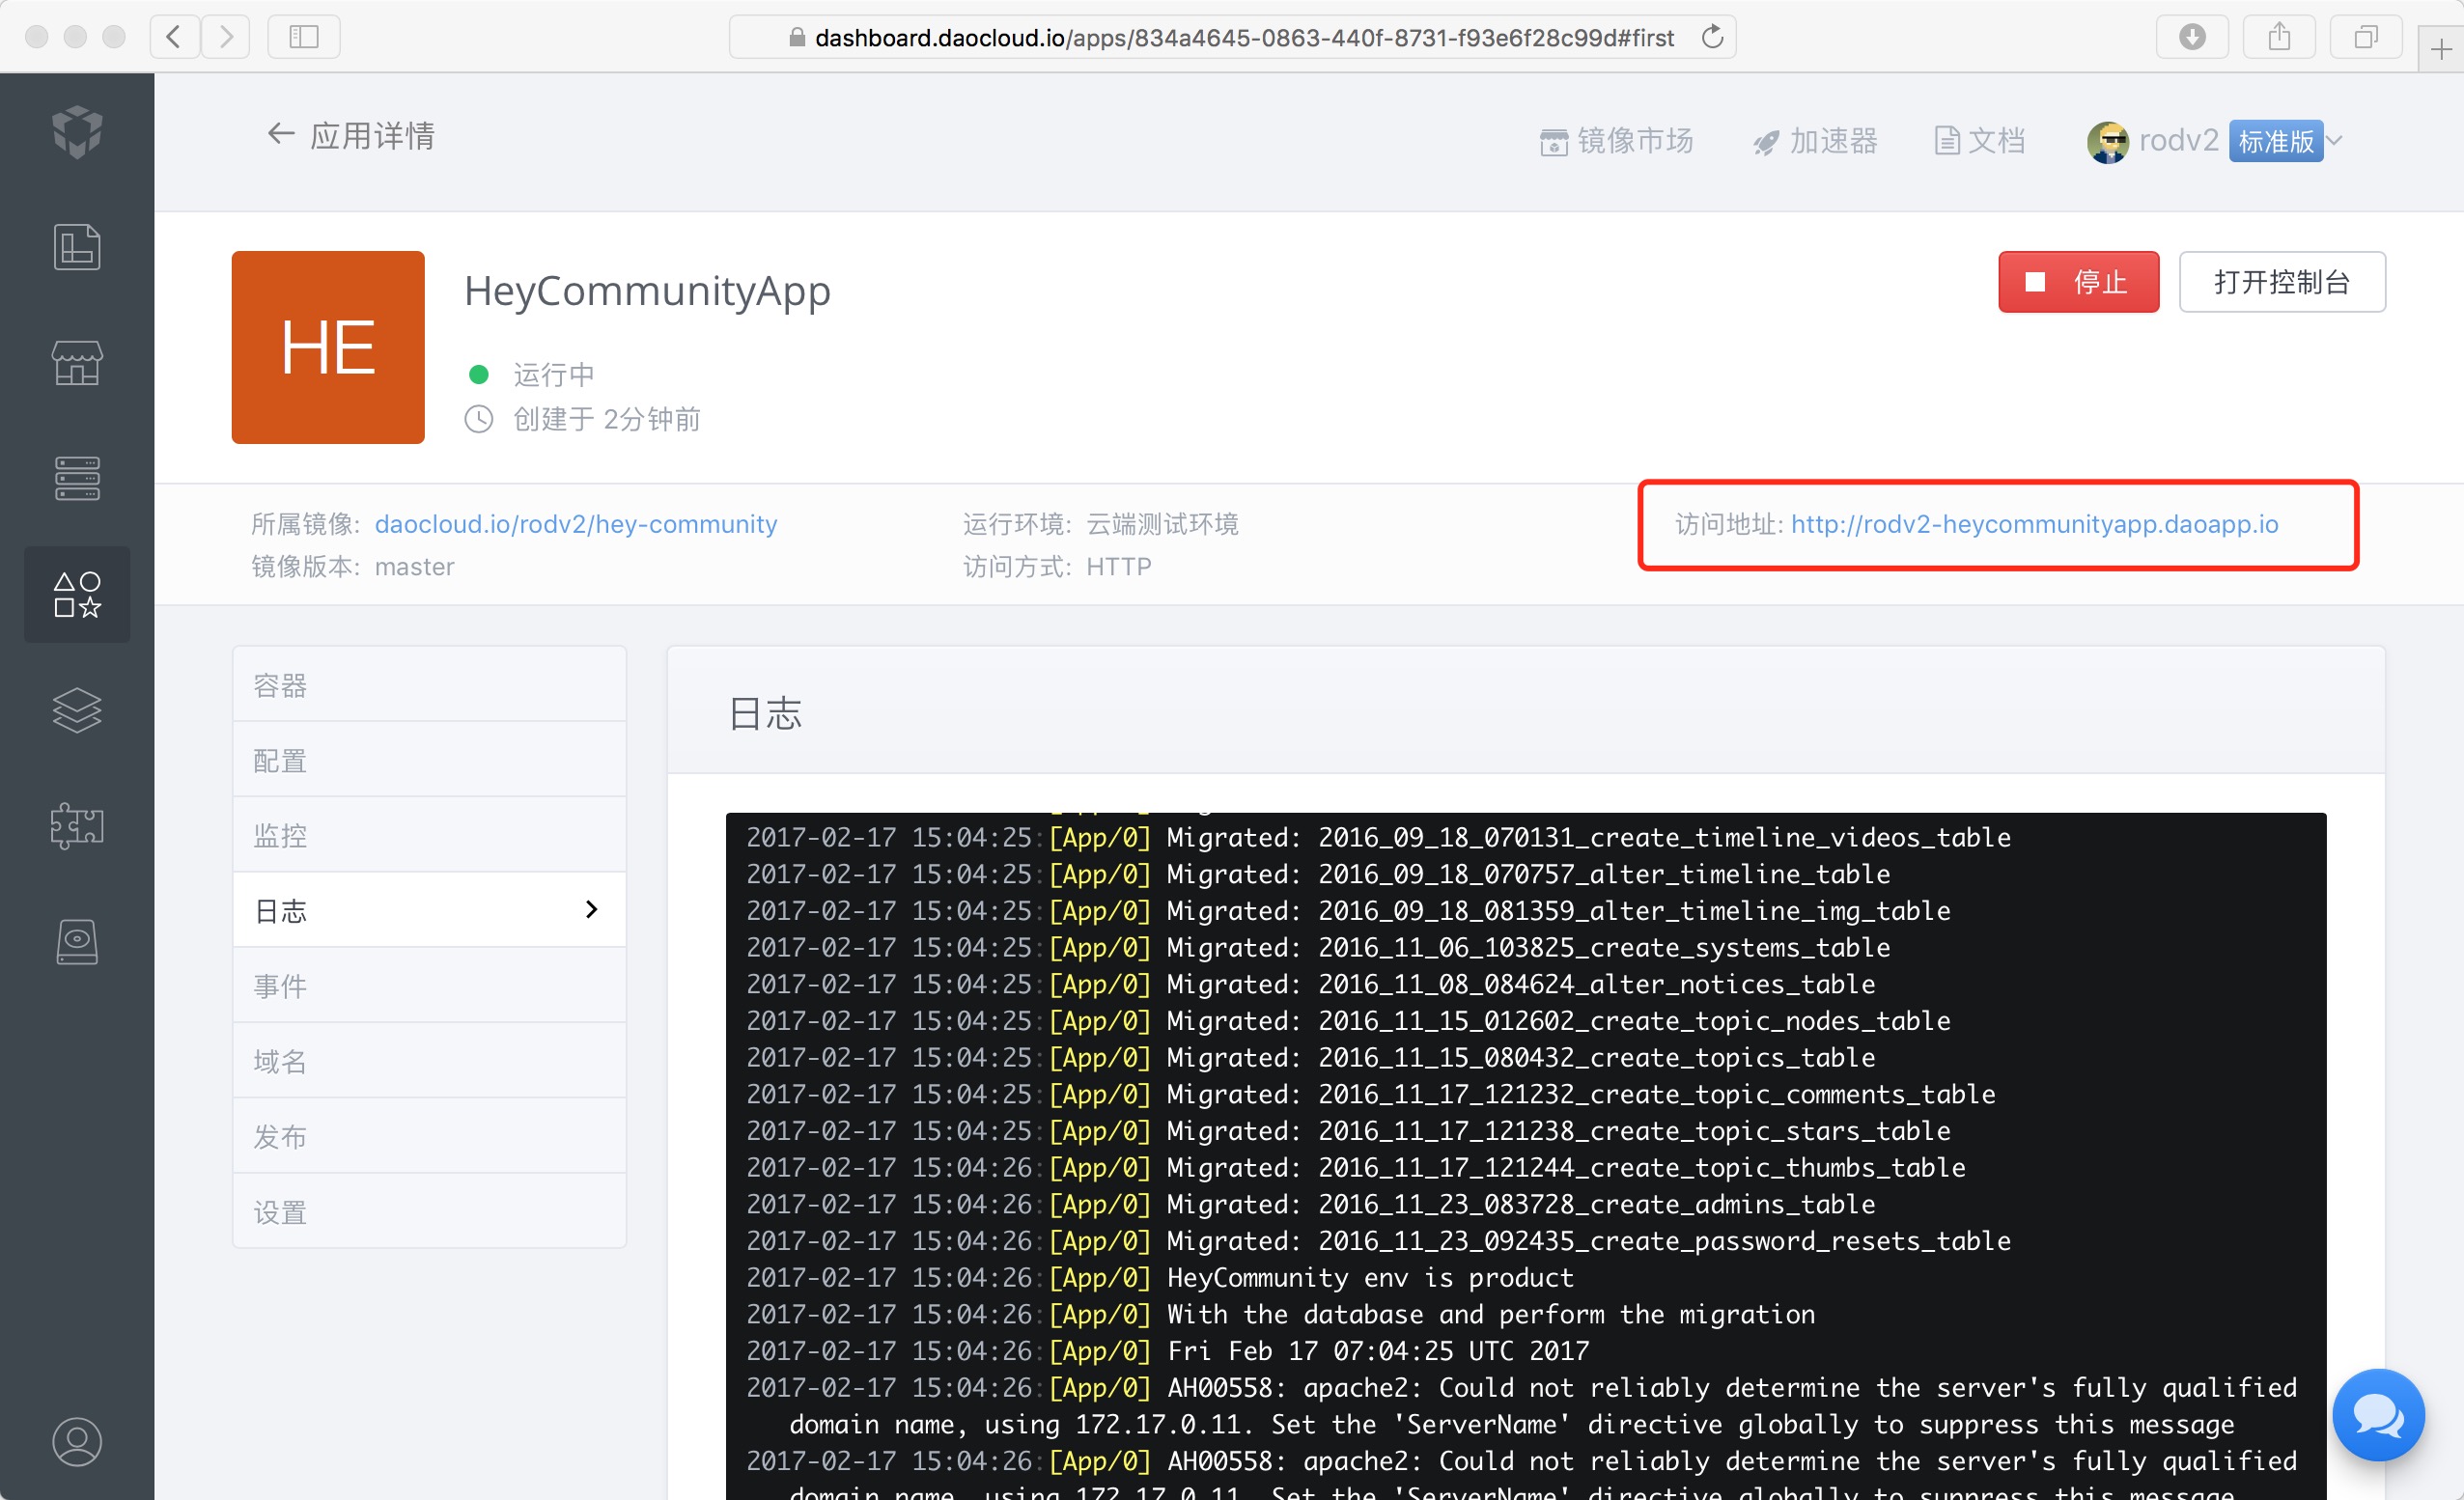 dashboard.daocloud.io/apps/834a4645-0863-440f-8731-f93e6f28c99d#first
应用详情
镜像市场
加速器
文档
rodv2 标准版
HE
HeyCommunityApp
停止
打开控制台
运行中
创建于 2分钟前
所属镜像: daocloud.io/rodv2/hey-community
运行环境: 云端测试环境
访问地址: http://rodv2-heycommunityapp.daoapp.io
镜像版本: master
访问方式: HTTP
容器
配置
监控
日志
事件
域名
发布
设置
日志
2017-02-17 15:04:25:[App/0] Migrated: 2016_09_18_070131_create_timeline_videos_table
2017-02-17 15:04:25:[App/0] Migrated: 2016_09_18_070757_alter_timeline_table
2017-02-17 15:04:25:[App/0] Migrated: 2016_09_18_081359_alter_timeline_img_table
2017-02-17 15:04:25:[App/0] Migrated: 2016_11_06_103825_create_systems_table
2017-02-17 15:04:25:[App/0] Migrated: 2016_11_08_084624_alter_notices_table
2017-02-17 15:04:25:[App/0] Migrated: 2016_11_15_012602_create_topic_nodes_table
2017-02-17 15:04:25:[App/0] Migrated: 2016_11_15_080432_create_topics_table
2017-02-17 15:04:25:[App/0] Migrated: 2016_11_17_121232_create_topic_comments_table
2017-02-17 15:04:25:[App/0] Migrated: 2016_11_17_121238_create_topic_stars_table
2017-02-17 15:04:26:[App/0] Migrated: 2016_11_17_121244_create_topic_thumbs_table
2017-02-17 15:04:26:[App/0] Migrated: 2016_11_23_083728_create_admins_table
2017-02-17 15:04:26:[App/0] Migrated: 2016_11_23_092435_create_password_resets_table
2017-02-17 15:04:26:[App/0] HeyCommunity env is product
2017-02-17 15:04:26:[App/0] With the database and perform the migration
2017-02-17 15:04:26:[App/0] Fri Feb 17 07:04:25 UTC 2017
2017-02-17 15:04:26:[App/0] AH00558: apache2: Could not reliably determine the server's fully qualified
domain name, using 172.17.0.11. Set the 'ServerName' directive globally to suppress this message
2017-02-17 15:04:26:[App/0] AH00558: apache2: Could not reliably determine the server's fully qualified
domain name, using 172.17.0.11. Set the 'ServerName' directive globally to suppress this message